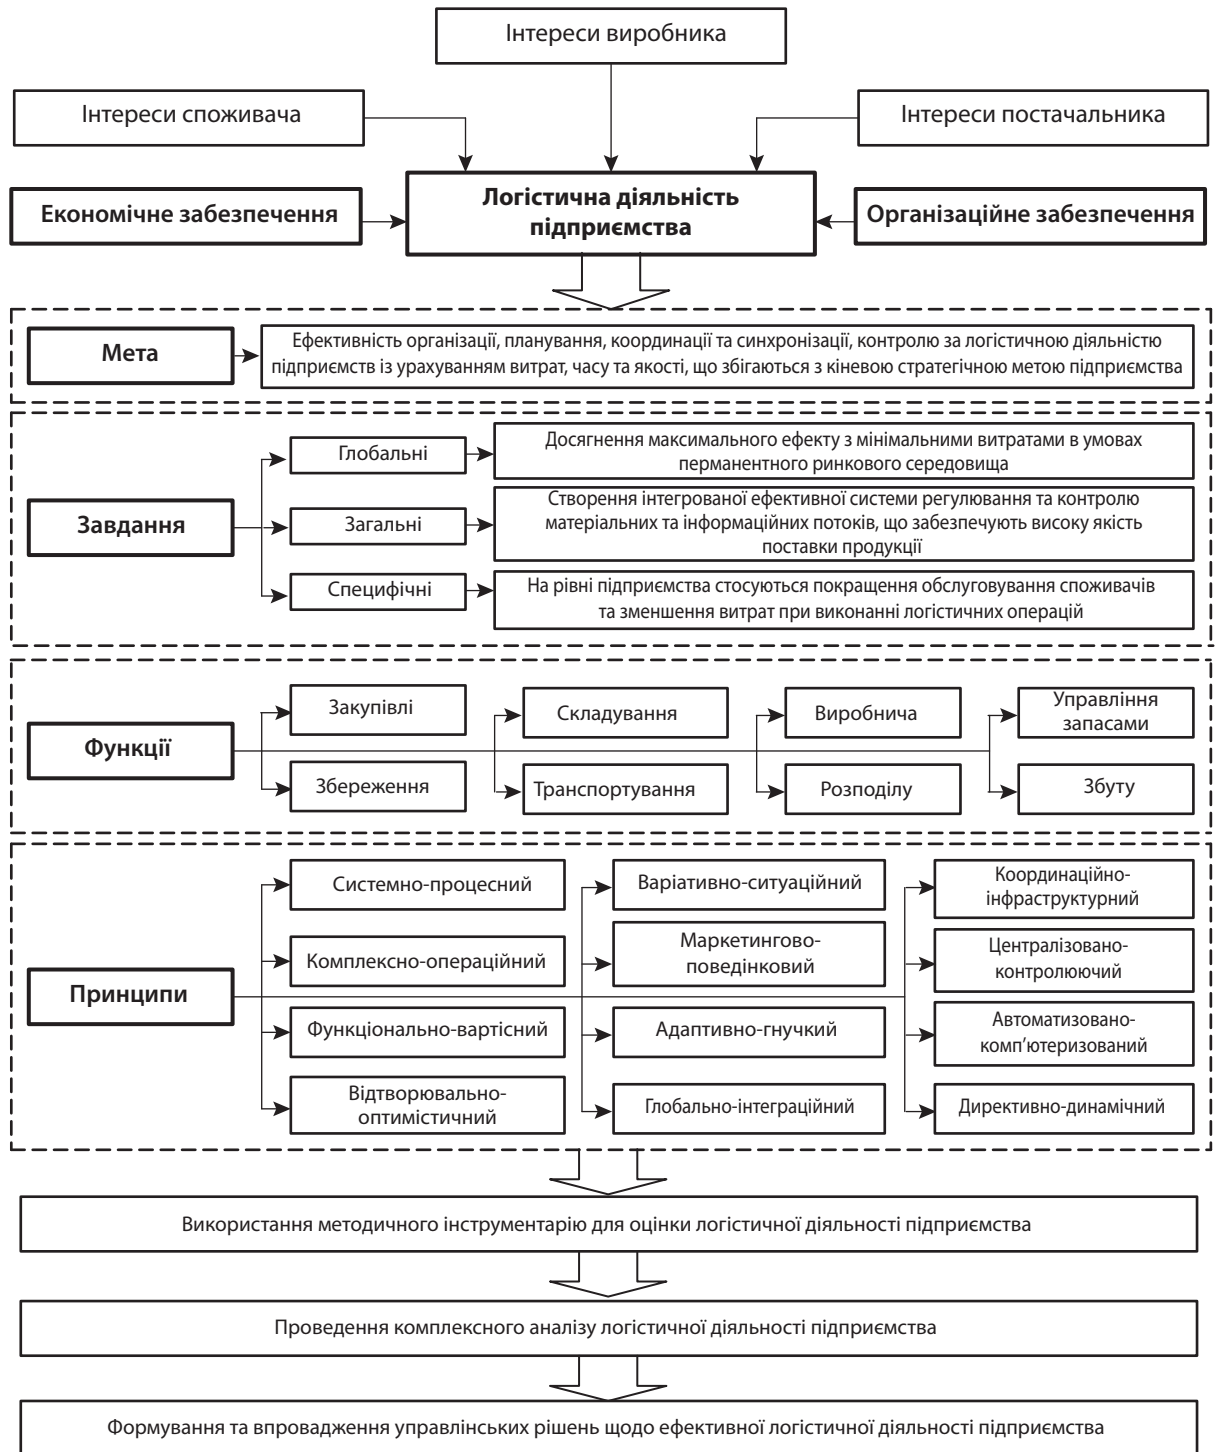 Інтереси виробника
Інтереси споживача
Інтереси постачальника
Економічне забезпечення
Логістична діяльність
підприємства
Організаційне забезпечення
Мета
Ефективність організації, планування, координації та синхронізації, контролю за логістичною діяльністю
підприємств із урахуванням витрат, часу та якості, що збігаються з кіневою стратегічною метою підприємства
Завдання
Глобальні
Досягнення максимального ефекту з мінімальними витратами в умовах
перманентного ринкового середовища
Загальні
Створення інтегрованої ефективної системи регулювання та контролю
матеріальних та інформаційних потоків, що забезпечують високу якість
поставки продукції
Специфічні
На рівні підприємства стосуються покращення обслуговування споживачів
та зменшення витрат при виконанні логістичних операцій
Функції
Закупівлі
Складування
Виробнича
Управління
запасами
Збереження
Транспортування
Розподілу
Збуту
Принципи
Системно-процесний
Варіативно-ситуаційний
Координаційно-
інфраструктурний
Комплексно-операційний
Маркетингово-
поведінковий
Централізовано-
контролюючий
Функціонально-вартісний
Адаптивно-гнучкий
Автоматизовано-
комп’ютеризований
Відтворювально-
оптимістичний
Глобально-інтеграційний
Директивно-динамічний
Використання методичного інструментарію для оцінки логістичної діяльності підприємства
Проведення комплексного аналізу логістичної діяльності підприємства
Формування та впровадження управлінських рішень щодо ефективної логістичної діяльності підприємства